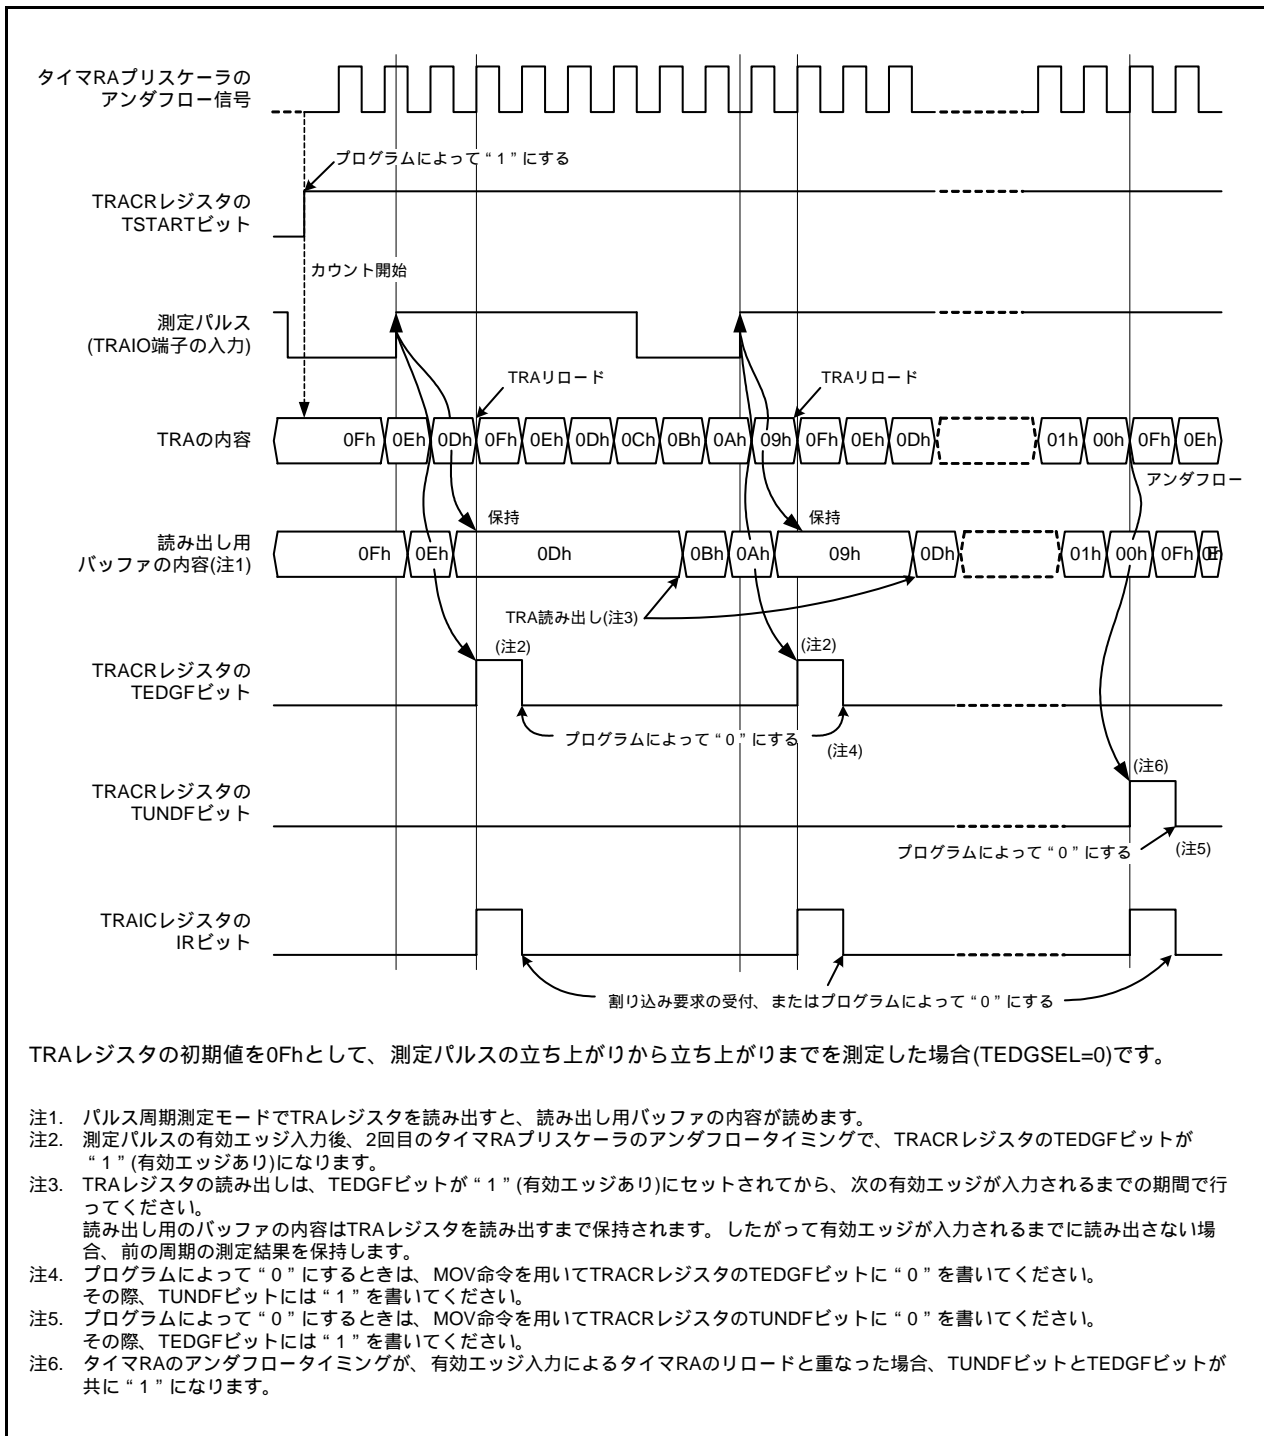 タイマRAプリスケーラの
アンダフロー信号
プログラムによって“1”にする
TRACRレジスタの
TSTARTビット
カウント開始
測定パルス
(TRAIO端子の入力)
TRAリロード
TRAリロード
TRAの内容
0Fh 0Eh 0Dh 0Fh 0Eh 0Dh 0Ch 0Bh 0Ah 09h 0Fh 0Eh 0Dh 01h 00h 0Fh 0Eh
アンダフロー
保持
保持
読み出し用
バッファの内容(注1)
0Fh 0Eh 0Dh 0Bh 0Ah 09h 0Dh 01h 00h 0Fh
TRA読み出し(注3)
(注2)
(注2)
TRACRレジスタの
TEDGFビット
プログラムによって“0”にする
(注4)
(注6)
TRACRレジスタの
TUNDFビット
プログラムによって“0”にする
(注5)
TRAICレジスタの
IRビット
割り込み要求の受付、またはプログラムによって“0”にする
TRAレジスタの初期値を0Fhとして、測定パルスの立ち上がりから立ち上がりまでを測定した場合(TEDGSEL=0)です。
注1. パルス周期測定モードでTRAレジスタを読み出すと、読み出し用バッファの内容が読めます。
注2. 測定パルスの有効エッジ入力後、2回目のタイマRAプリスケーラのアンダフロータイミングで、TRACRレジスタのTEDGFビットが
“1”(有効エッジあり)になります。
注3. TRAレジスタの読み出しは、TEDGFビットが“1”(有効エッジあり)にセットされてから、次の有効エッジが入力されるまでの期間で行
ってください。
読み出し用のバッファの内容はTRAレジスタを読み出すまで保持されます。したがって有効エッジが入力されるまでに読み出さない場
合、前の周期の測定結果を保持します。
注4. プログラムによって“0”にするときは、MOV命令を用いてTRACRレジスタのTEDGFビットに“0”を書いてください。
その際、TUNDFビットには“1”を書いてください。
注5. プログラムによって“0”にするときは、MOV命令を用いてTRACRレジスタのTUNDFビットに“0”を書いてください。
その際、TEDGFビットには“1”を書いてください。
注6. タイマRAのアンダフロータイミングが、有効エッジ入力によるタイマRAのリロードと重なった場合、TUNDFビットとTEDGFビットが
共に“1”になります。